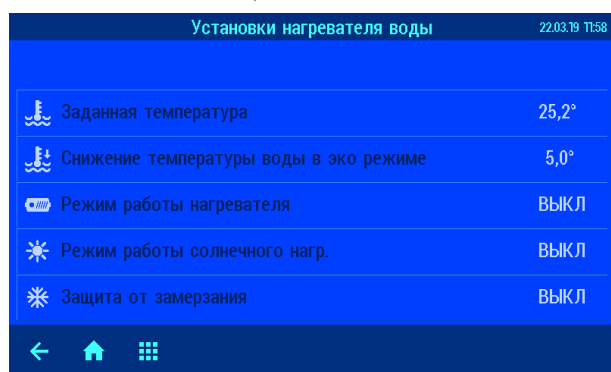 Установки нагревателя воды 22.03.19 11:58
Заданная температура 25,2°
Снижение температуры воды в эко режиме 5,0°
Режим работы нагревателя ВЫКЛ
Режим работы солнечного нагр. ВЫКЛ
Защита от замерзания ВЫКЛ